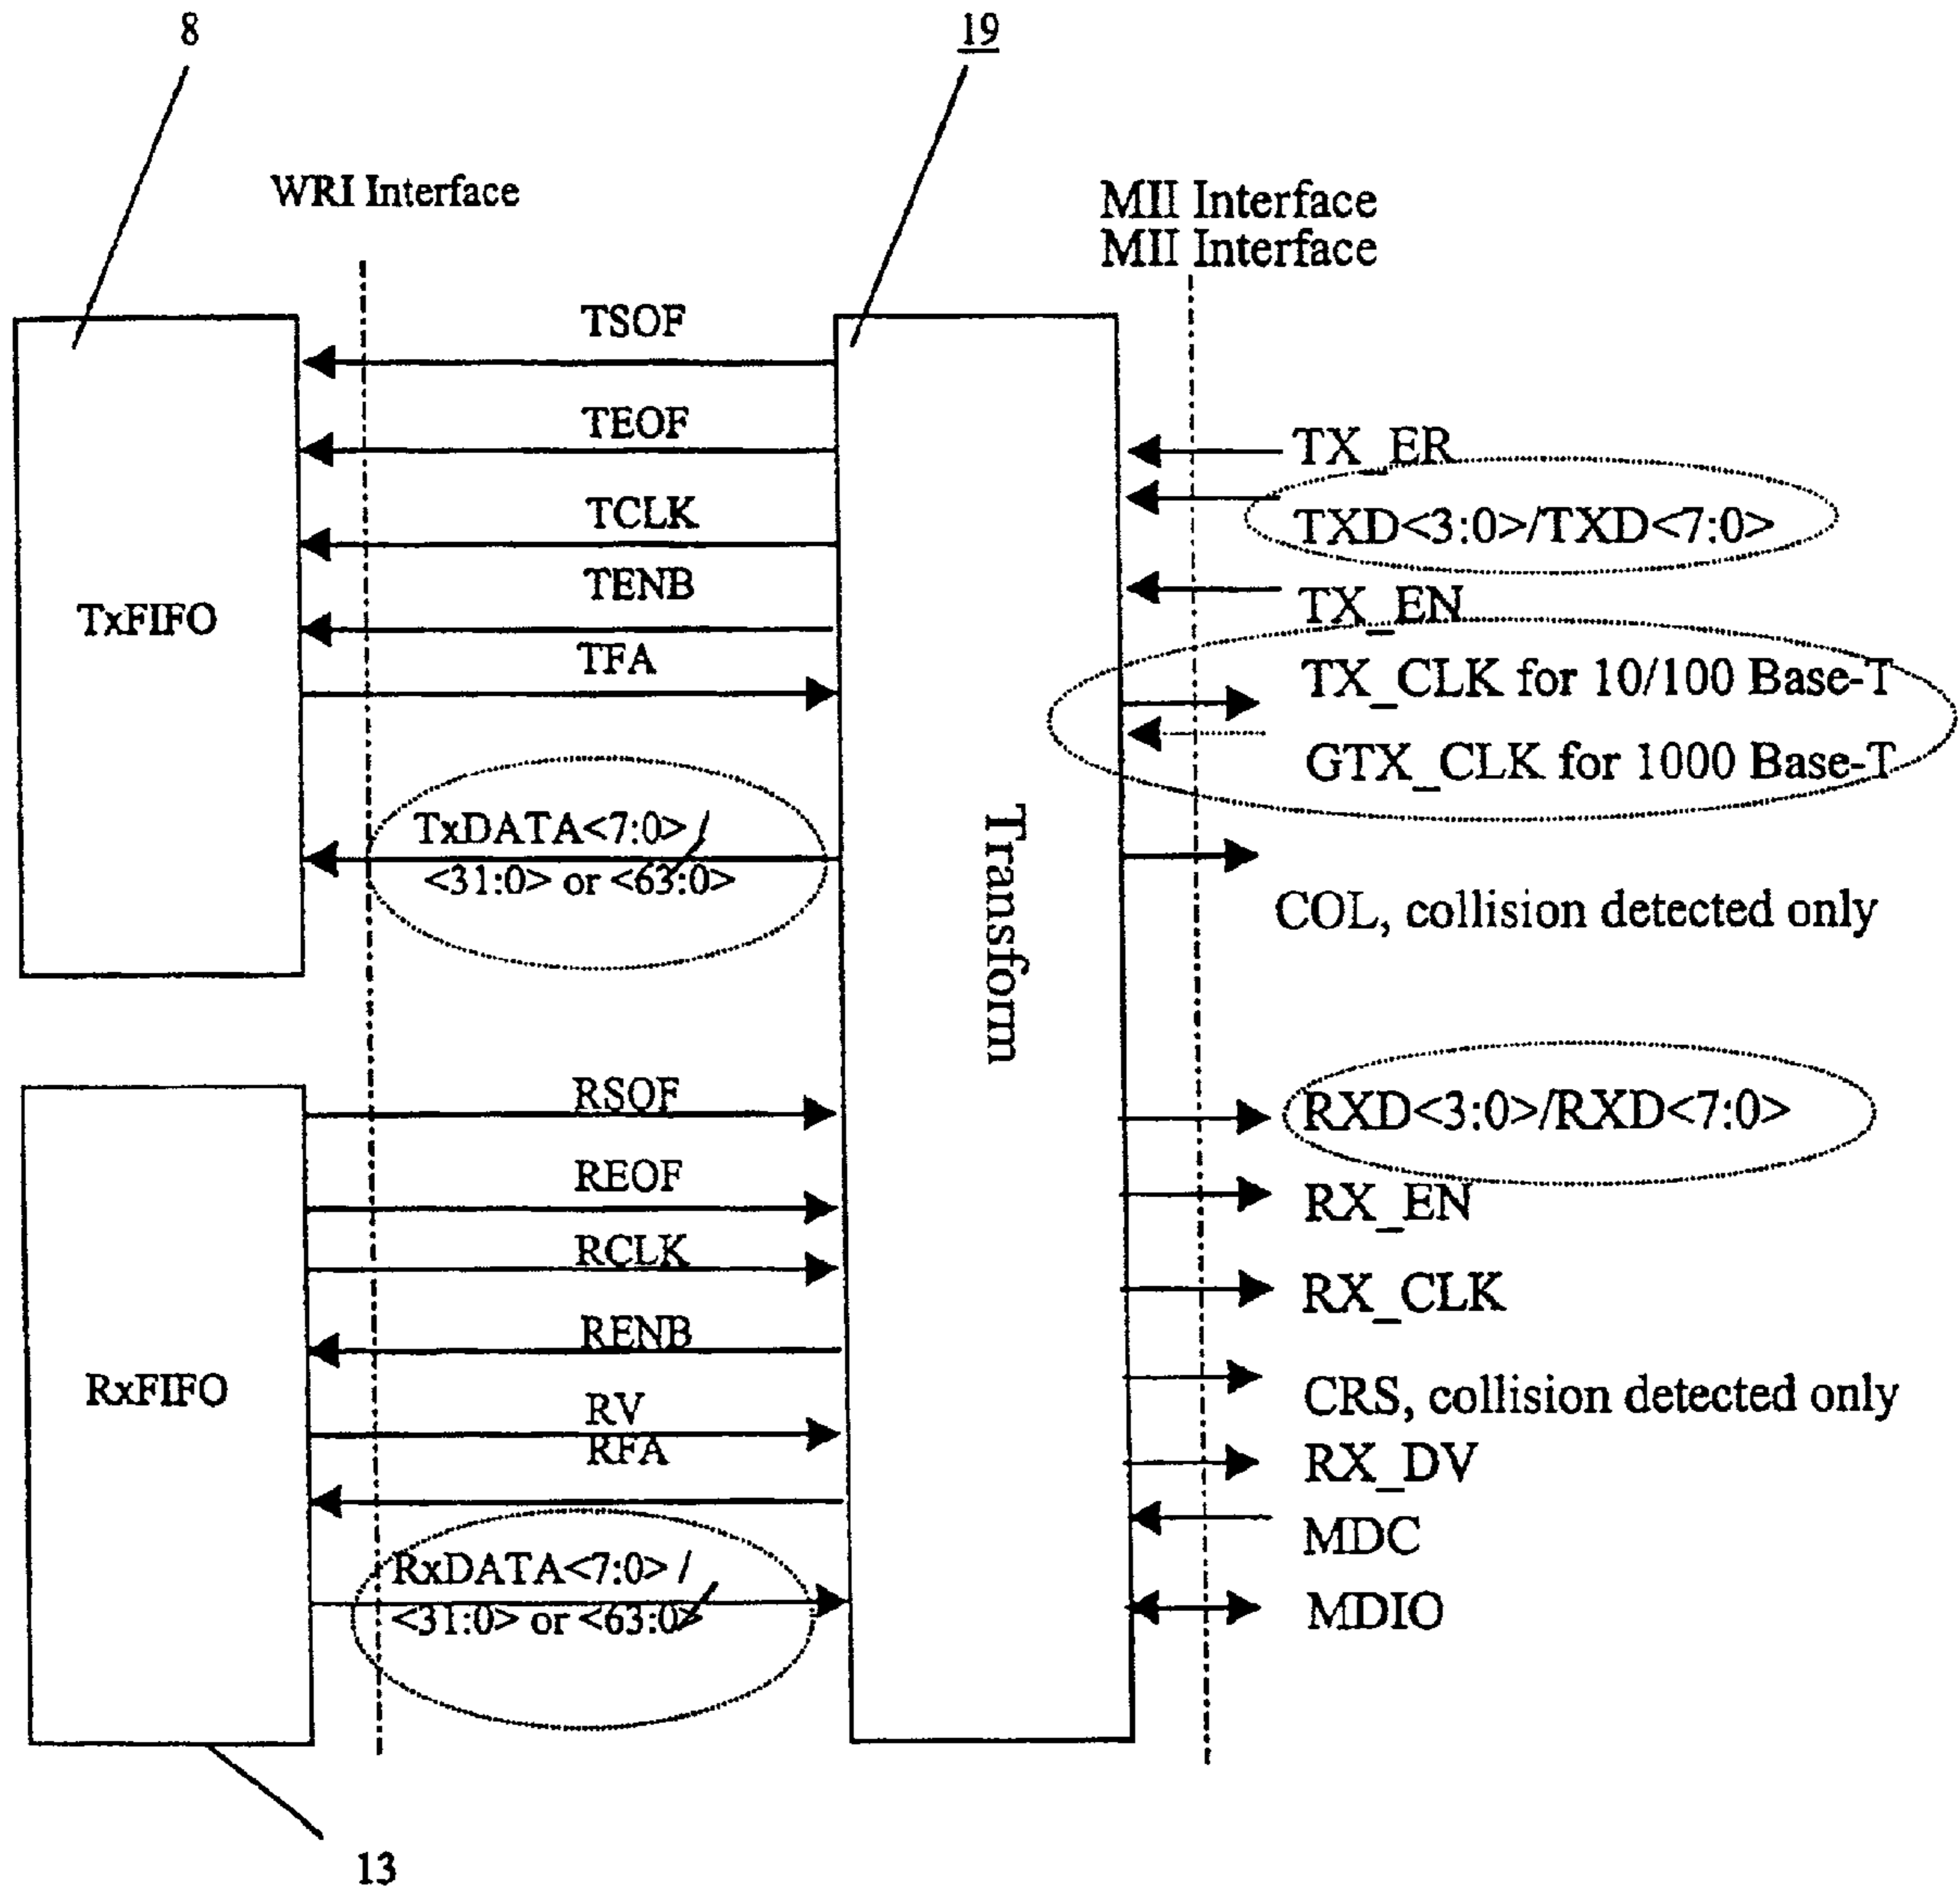 8
19
WRI Interface
MII Interface
MII Interface
TSOF
TEOF
TCLK
TENB
TFA
TxFIFO
TxDATA<7:0> /
<31:0> or <63:0>
Transform
TX_ER
TXD<3:0>/TXD<7:0>
TX_EN
TX_CLK for 10/100 Base-T
GTX_CLK for 1000 Base-T
COL, collision detected only
RSOF
REOF
RCLK
RENB
RV
RFA
RxFIFO
RxDATA<7:0> /
<31:0> or <63:0>
RXD<3:0>/RXD<7:0>
RX_EN
RX_CLK
CRS, collision detected only
RX_DV
MDC
MDIO
13